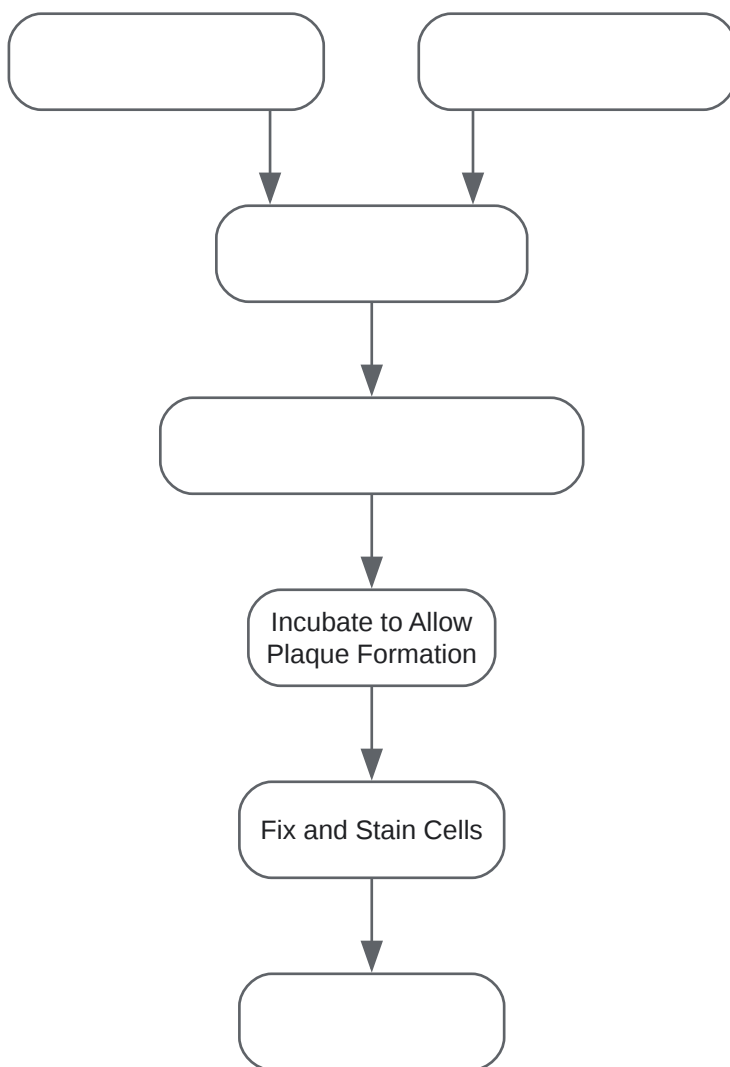 Incubate to Allow
Plaque Formation
Fix and Stain Cells